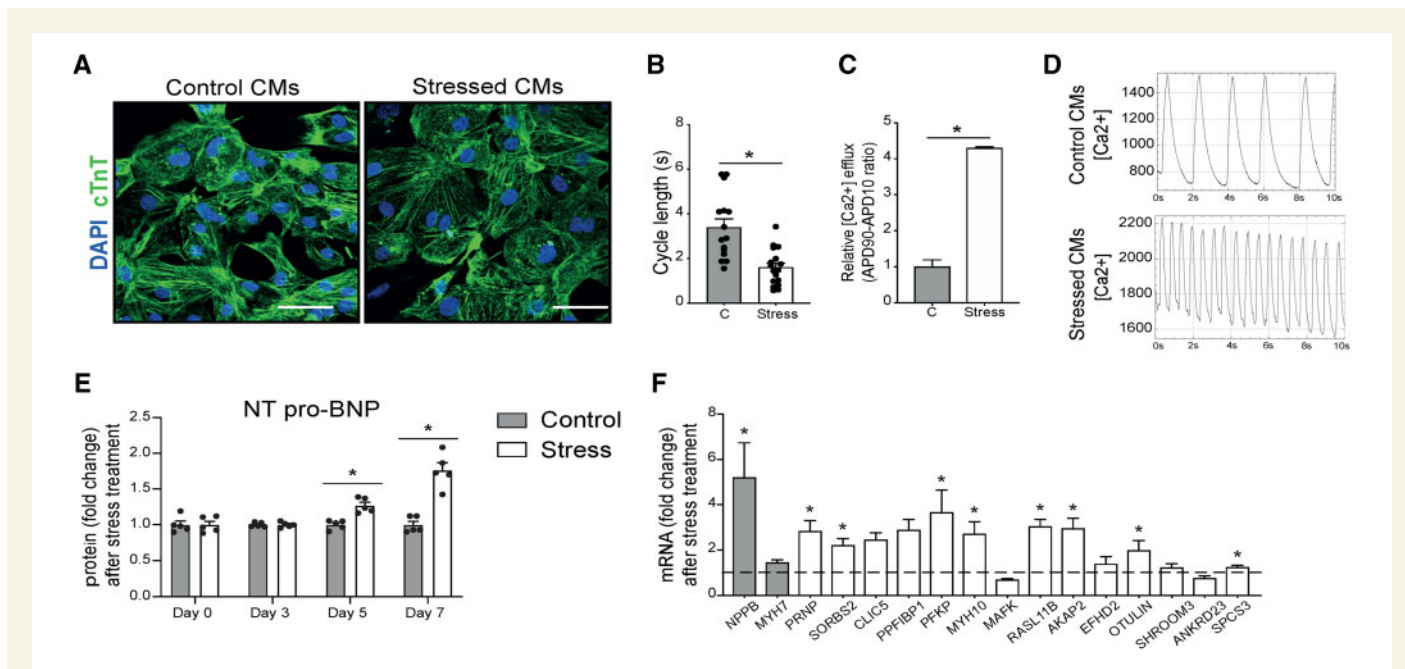 A
Control CMs
Stressed CMs
DAPI cTnT
B
Cycle length (s)
8
6
4
2
0
*
C
Stress
C
Relative [Ca2+] efflux
(APD90-APD10 ratio)
5
4
3
2
1
0
*
C
Stress
D
Control CMs
[Ca2+]
1400
1200
1000
800
0s
2s
4s
6s
8s
10s
Stressed CMs
[Ca2+]
2200
2000
1800
1600
0s
2s
4s
6s
8s
10s
E
NT pro-BNP
protein (fold change)
after stress treatment
2.5
2.0
1.5
1.0
0.5
0.0
*
*
Day 0
Day 3
Day 5
Day 7
Control
Stress
F
mRNA (fold change)
after stress treatment
8
6
4
2
0
*
*
*
*
*
*
*
*
*
NPPB
MYH7
PRNP
SORBS2
CLIC5
PPFIBP1
PFKP
MYH10
MAFK
RASL11B
AKAP2
EFHD2
OTULIN
SHROOM3
ANKRD23
SPCS3